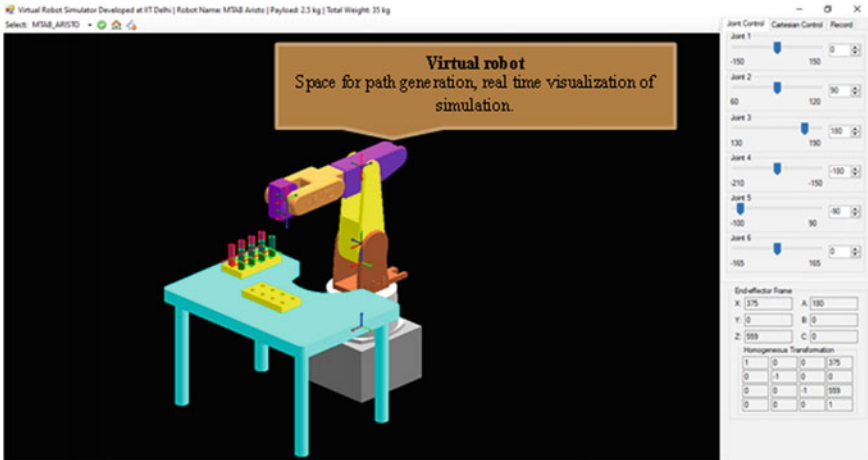 Virtual Robot Simulator Developed at IIT Delhi | Robot Name: MTAB Aristo | Payload: 2.5 kg | Total Weight: 35 kg
Select: MTAB_ARISTO
Virtual robot
Space for path generation, real time visualization of
simulation.
Joint Control Cartesian Control Record
Joint 1
0
-150 150
Joint 2
90
60 120
Joint 3
180
130 190
Joint 4
-180
-210 -150
Joint 5
-90
-100 90
Joint 6
0
-165 165
End-effector Frame
X: 375 A: 180
Y: 0 B: 0
Z: 559 C: 0
Homogeneous Transformation
1 0 0 375
0 -1 0 0
0 0 -1 559
0 0 0 1